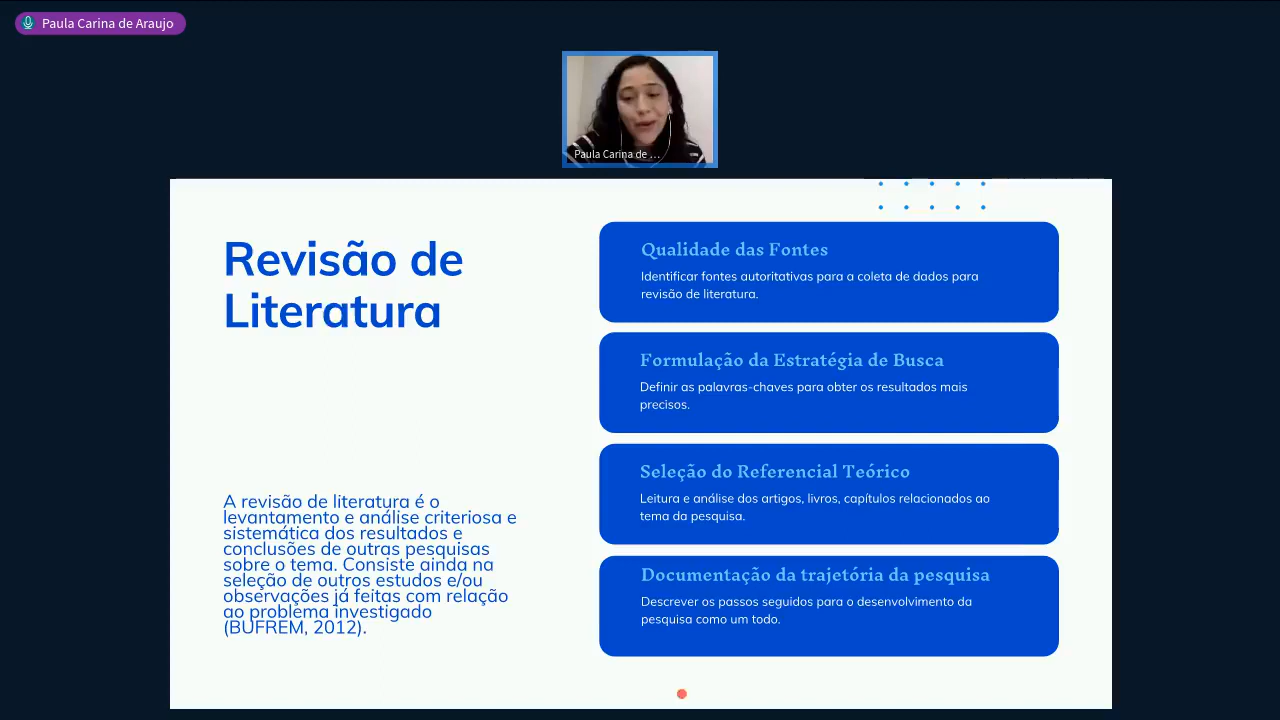 Paula Carina de Araujo
Paula Carina de ...
Revisão de
Literatura
A revisão de literatura é o
levantamento e análise criteriosa e
sistemática dos resultados e
conclusões de outras pesquisas
sobre o tema. Consiste ainda na
seleção de outros estudos e/ou
observações já feitas com relação
ao problema investigado
(BUFREM, 2012).
Qualidade das Fontes
Identificar fontes autoritativas para a coleta de dados para
revisão de literatura.
Formulação da Estratégia de Busca
Definir as palavras-chaves para obter os resultados mais
precisos.
Seleção do Referencial Teórico
Leitura e análise dos artigos, livros, capítulos relacionados ao
tema da pesquisa.
Documentação da trajetória da pesquisa
Descrever os passos seguidos para o desenvolvimento da
pesquisa como um todo.